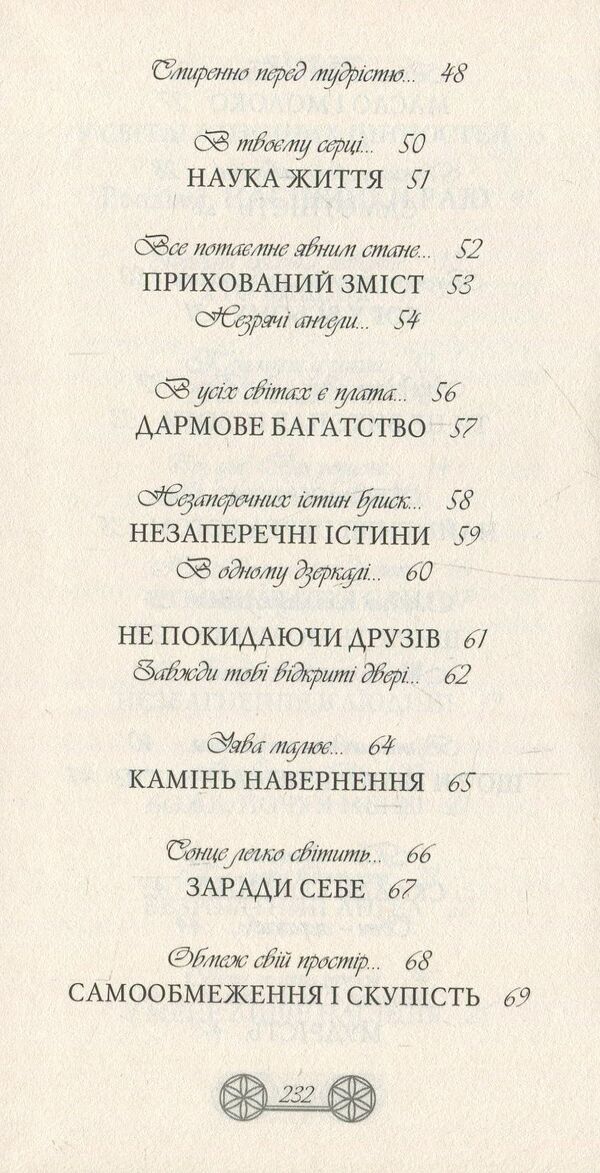 Смиренно перед мудрістю... 48
В твоєму серці... 50
НАУКА ЖИТТЯ 51
Все потаємне явним стане... 52
ПРИХОВАНИЙ ЗМІСТ 53
Незрячі ангели... 54
В усіх світах є плата... 56
ДАРМОВЕ БАГАТСТВО 57
Незаперечних істин блиск... 58
НЕЗАПЕРЕЧНІ ІСТИНИ 59
В одному дзеркалі... 60
НЕ ПОКИДАЮЧИ ДРУЗІВ 61
Завжди тобі відкриті двері... 62
Уява малює... 64
КАМІНЬ НАВЕРНЕННЯ 65
Сонце легко світить... 66
ЗАРАДИ СЕБЕ 67
Обмеж свій простір... 68
САМООБМЕЖЕННЯ І СКУПІСТЬ 69
232